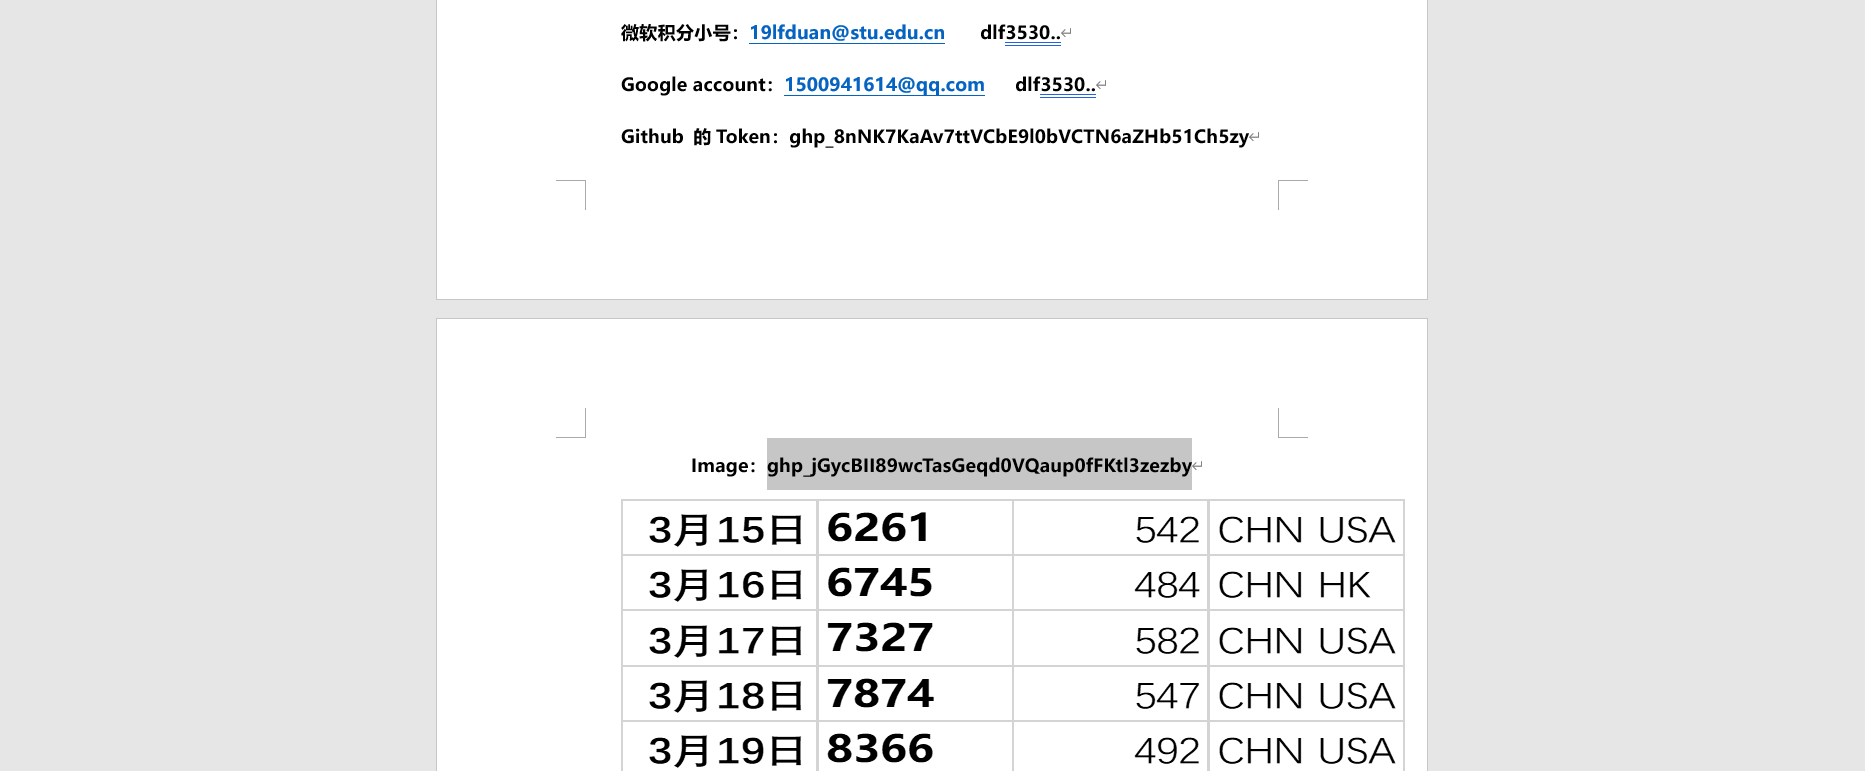 微软积分小号：19lfduan@stu.edu.cn dlf3530..
Google account：1500941614@qq.com dlf3530..
Github 的 Token：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
Image：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
3月15日 6261 542 CHN USA
3月16日 6745 484 CHN HK
3月17日 7327 582 CHN USA
3月18日 7874 547 CHN USA
3月19日 8366 492 CHN USA